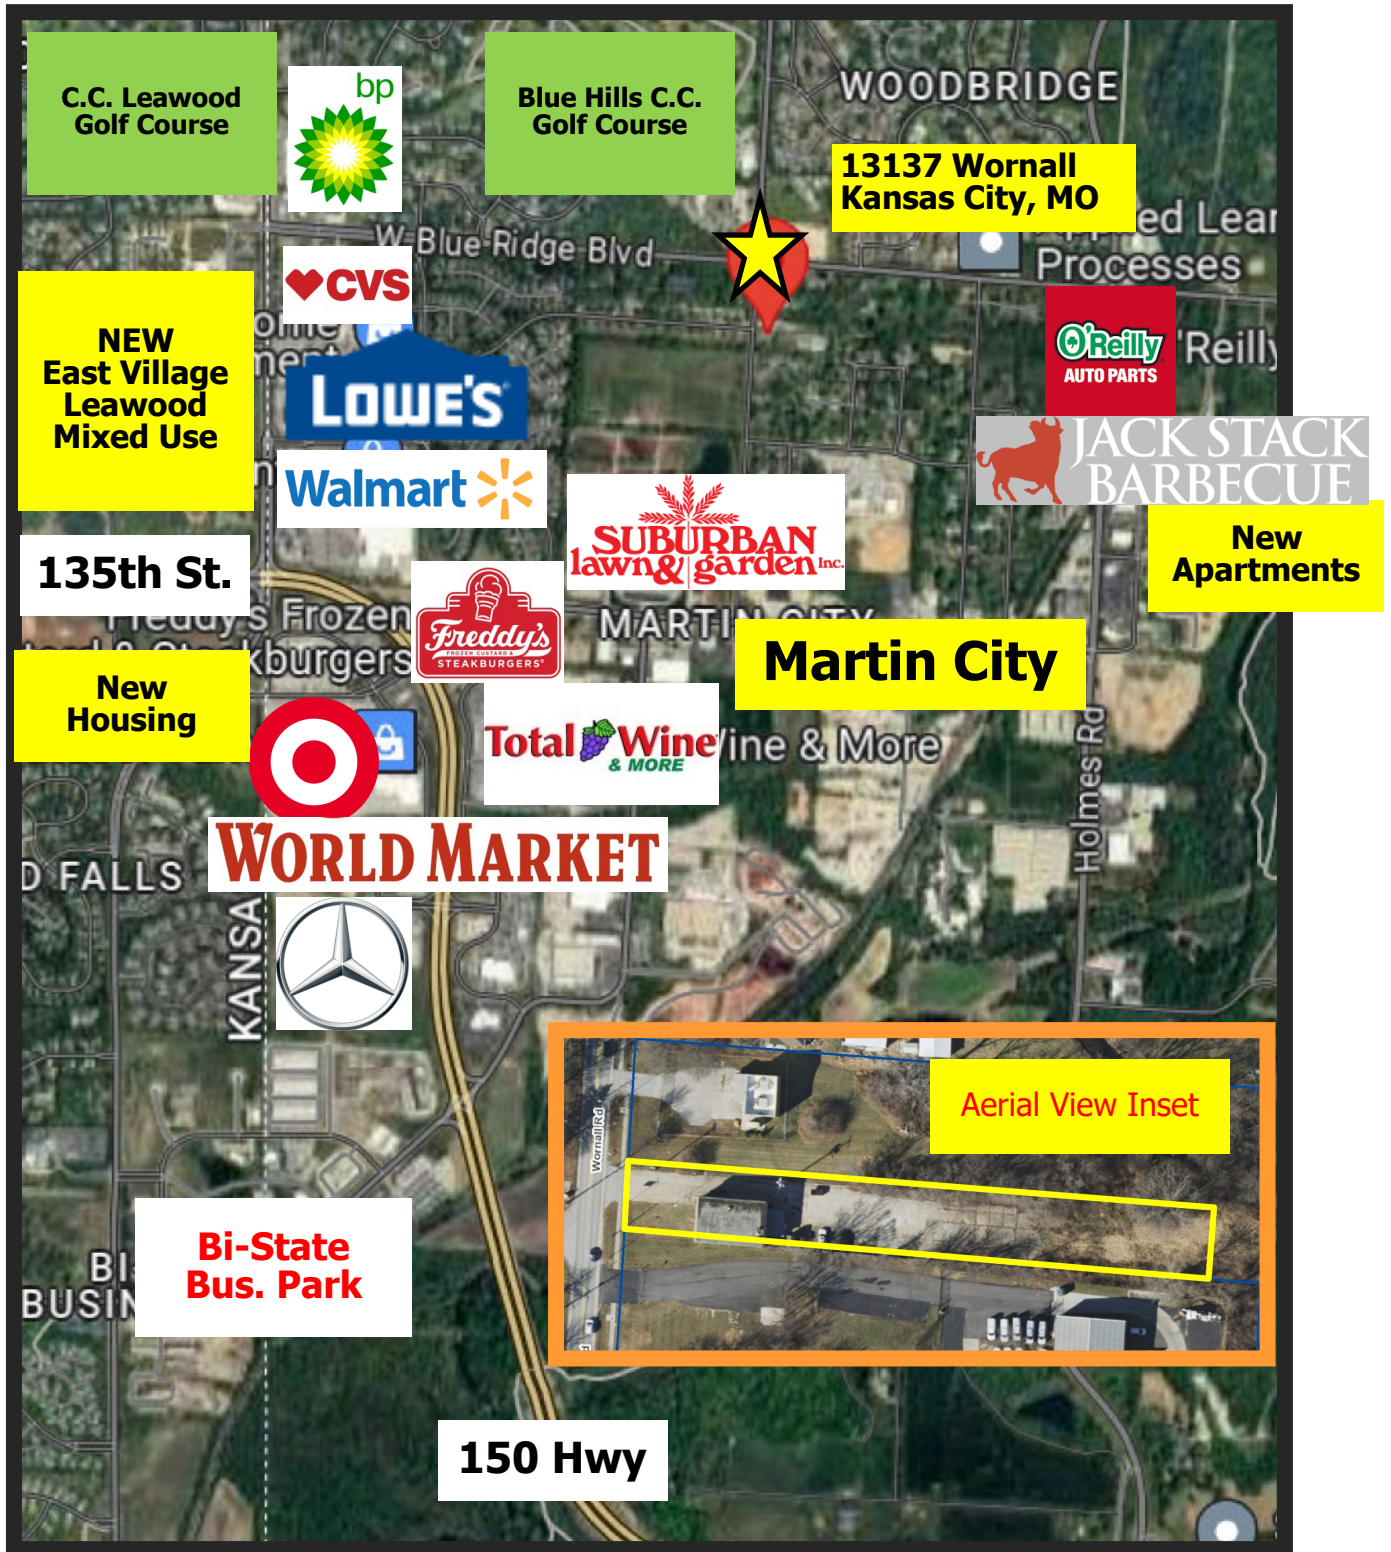 C.C. Leawood
Golf Course
bp
Blue Hills C.C.
Golf Course
WOODBRIDGE
13137 Wornall
Kansas City, MO
W Blue Ridge Blvd
Processes
CVS
NEW
East Village
Leawood
Mixed Use
LOWE'S
O'Reilly
AUTO PARTS
'Reilly
JACK STACK
BARBECUE
Walmart
SUBURBAN
lawn & garden Inc.
New
Apartments
135th St.
Freddy's Frozen
kburgers
Freddy's
FROZEN CUSTARD &
STEAKBURGERS
MARTIN CITY
Martin City
New
Housing
Total Wine
& MORE
ine & More
Holmes Rd
WORLD MARKET
D FALLS
KANSA
Aerial View Inset
Wornall Rd
Bi-State
Bus. Park
BI
BUSIN
150 Hwy